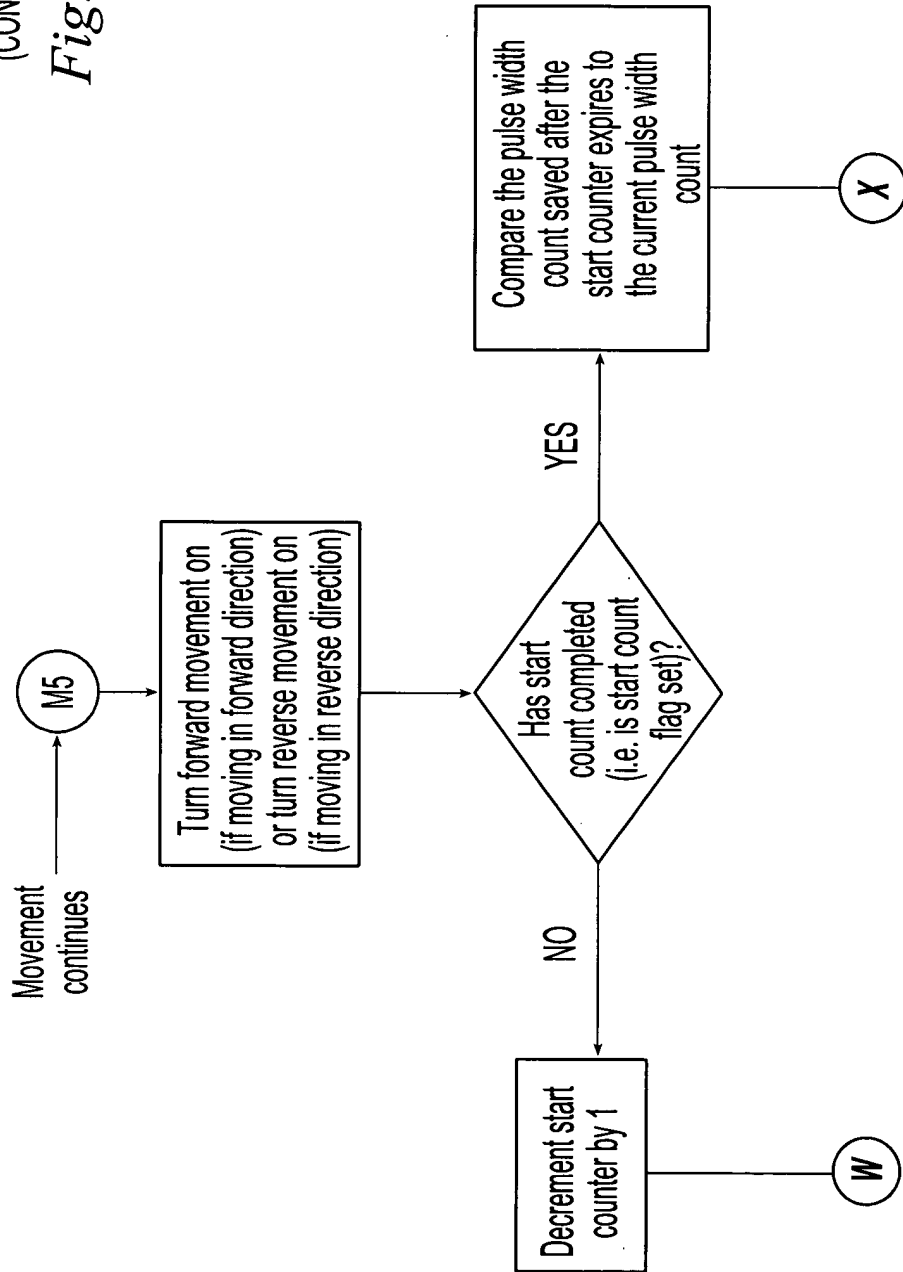 (CON
Fig
Movement
continues
M5
Turn forward movement on
(if moving in forward direction)
or turn reverse movement on
(if moving in reverse direction)
Has start
count completed
(i.e. is start count
flag set)?
NO
YES
Decrement start
counter by 1
Compare the pulse width
count saved after the
start counter expires to
the current pulse width
count
W
X